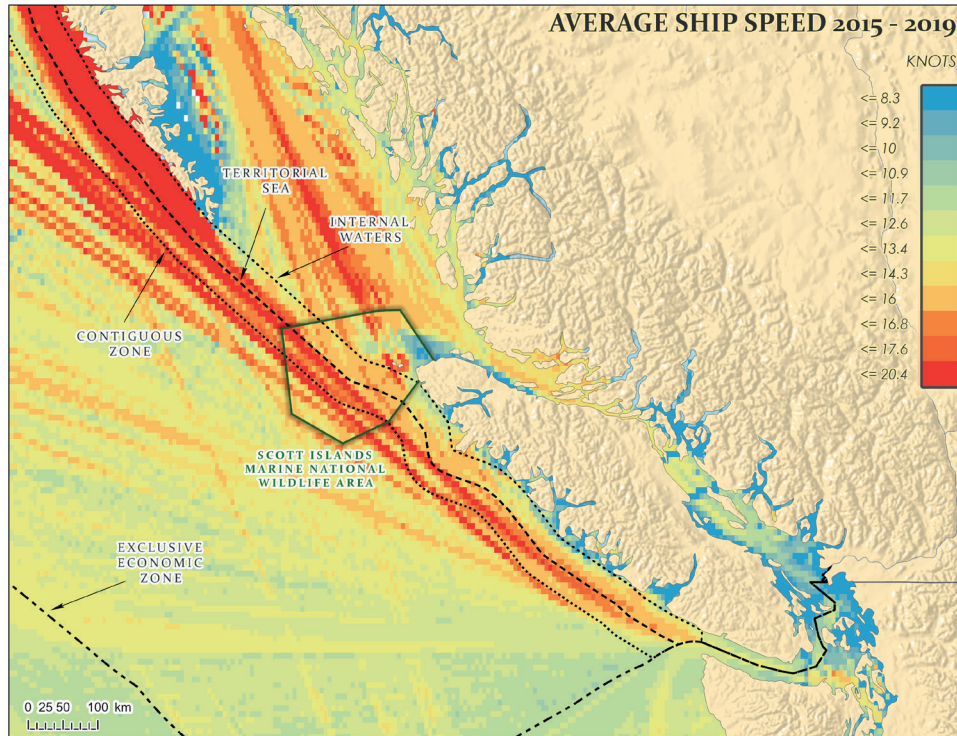 AVERAGE SHIP SPEED 2015 - 2019
KNOTS
<= 8.3
<= 9.2
<= 10
<= 10.9
<= 11.7
<= 12.6
<= 13.4
<= 14.3
<= 16
<= 16.8
<= 17.6
<= 20.4
TERRITORIAL
SEA
INTERNAL
WATERS
CONTIGUOUS
ZONE
SCOTT ISLANDS
MARINE NATIONAL
WILDLIFE AREA
EXCLUSIVE
ECONOMIC
ZONE
0 25 50 100 km